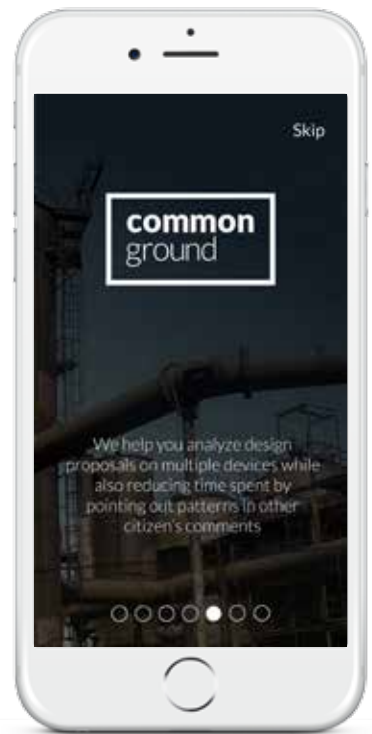 Skip
common
ground
We help you analyze design
proposals on multiple devices while
also reducing time spent by
pointing out patterns in other
citizen's comments